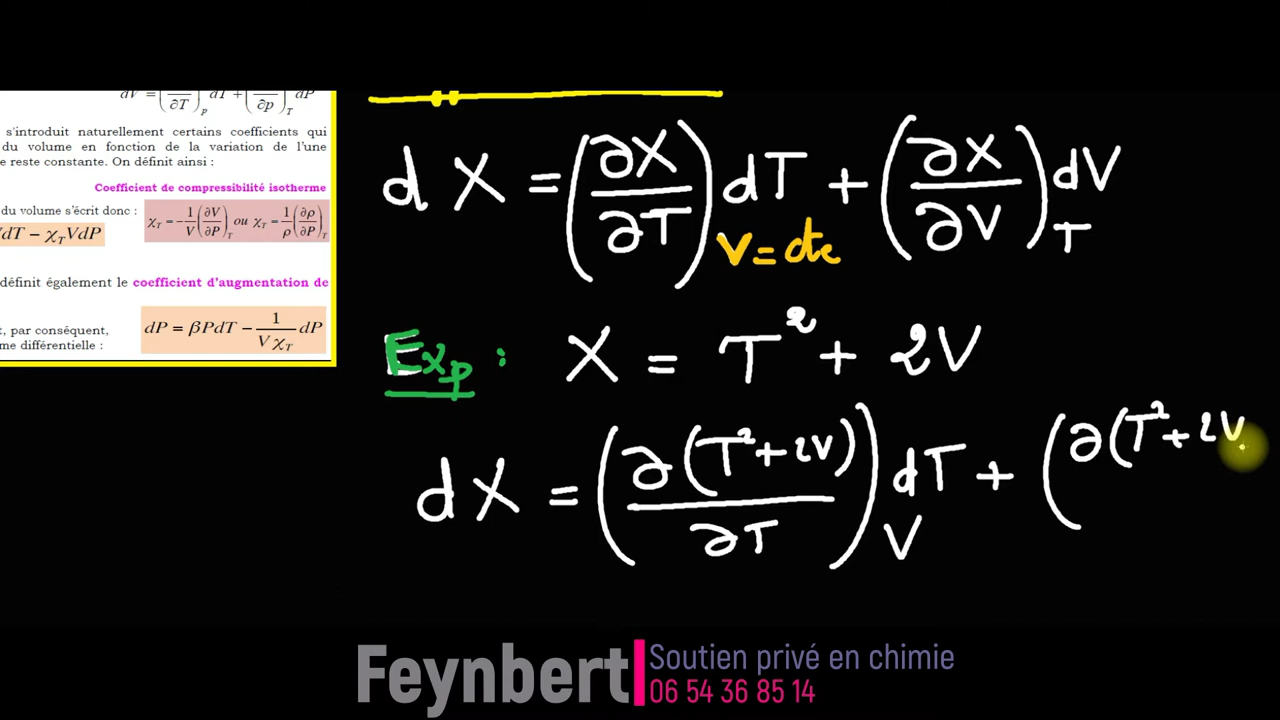 dV = (∂T)_p dT + (∂p)_T dP
s'introduit naturellement certains coefficients qui
du volume en fonction de la variation de l'une
e reste constante. On définit ainsi :
Coefficient de compressibilité isotherme
du volume s'écrit donc :
VdT − χ_T VdP
χ_T = −1/V (∂V/∂P)_T ou χ_T = 1/ρ (∂ρ/∂P)_T
définit également le coefficient d'augmentation de
t, par conséquent,
me différentielle :
dP = βPdT − 1/(Vχ_T) dP
dX = (∂X/∂T) dT + (∂X/∂V)_T dV
V = cte
Exp : X = T² + 2V
dX = (∂(T² + 2V)/∂T)_V dT + (∂(T² + 2V
Feynbert
Soutien privé en chimie
06 54 36 85 14